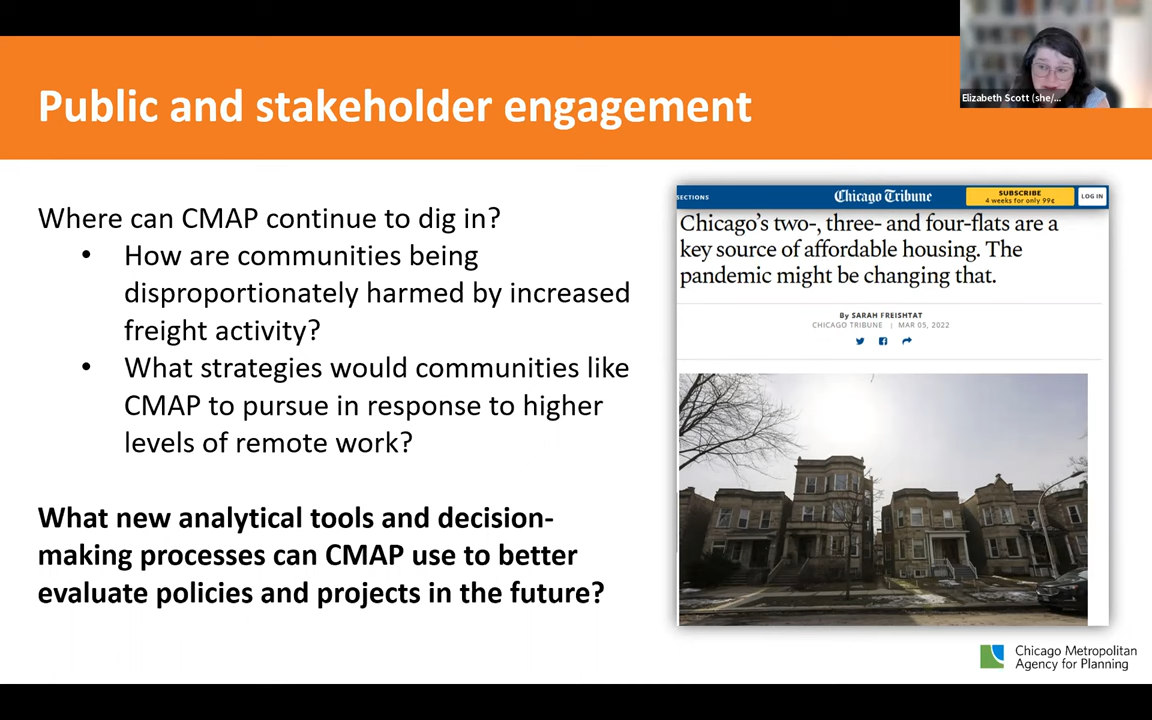 Public and stakeholder engagement
Elizabeth Scott (she/...
Where can CMAP continue to dig in?
• How are communities being
disproportionately harmed by increased
freight activity?
• What strategies would communities like
CMAP to pursue in response to higher
levels of remote work?
What new analytical tools and decision-
making processes can CMAP use to better
evaluate policies and projects in the future?
SECTIONS
Chicago Tribune
SUBSCRIBE
4 weeks for only 99¢
LOG IN
Chicago's two-, three- and four-flats are a
key source of affordable housing. The
pandemic might be changing that.
By SARAH FREISHTAT
CHICAGO TRIBUNE | MAR 05, 2022
Chicago Metropolitan
Agency for Planning